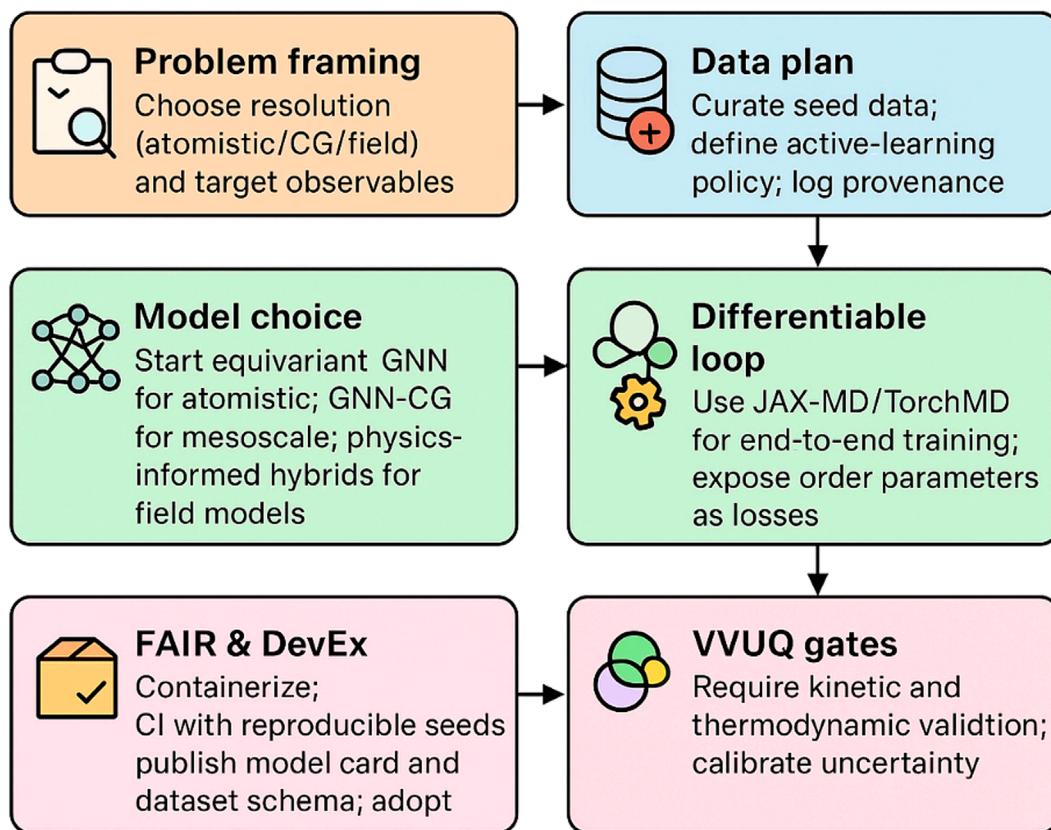 Problem framing
Choose resolution
(atomistic/CG/field)
and target observables
Data plan
Curate seed data;
define active-learning
policy; log provenance
Model choice
Start equivariant GNN
for atomistic; GNN-CG
for mesoscale; physics-
informed hybrids for
field models
Differentiable
loop
Use JAX-MD/TorchMD
for end-to-end training;
expose order parameters
as losses
FAIR & DevEx
Containerize;
CI with reproducible seeds
publish model card and
dataset schema; adopt
VVUQ gates
Require kinetic and
thermodynamic validtion;
calibrate uncertainty